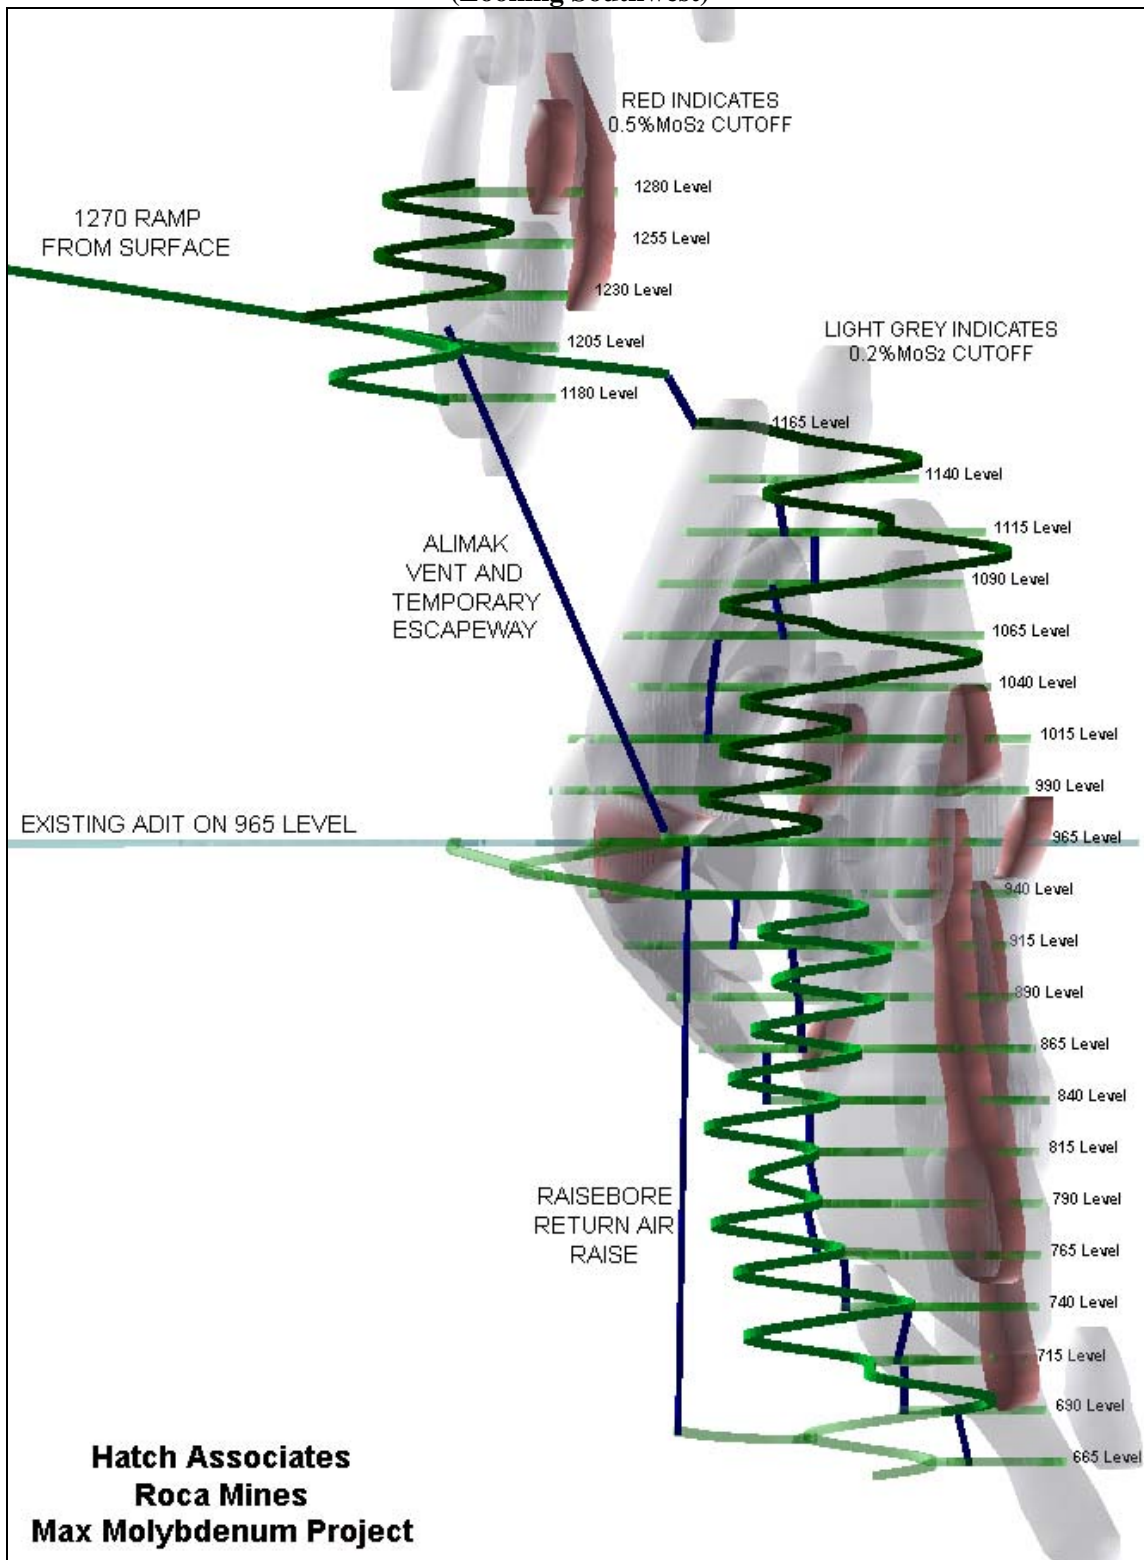 (Looking Southwest)
RED INDICATES
0.5%MoS2 CUTOFF
1280 Level
1270 RAMP
FROM SURFACE
1255 Level
1230 Level
LIGHT GREY INDICATES
0.2%MoS2 CUTOFF
1205 Level
1180 Level
1165 Level
1140 Level
1115 Level
ALIMAK
VENT AND
TEMPORARY
ESCAPEWAY
1090 Level
1065 Level
1040 Level
1015 Level
990 Level
EXISTING ADIT ON 965 LEVEL
965 Level
940 Level
915 Level
890 Level
865 Level
840 Level
815 Level
RAISEBORE
RETURN AIR
RAISE
790 Level
765 Level
740 Level
715 Level
690 Level
665 Level
Hatch Associates
Roca Mines
Max Molybdenum Project